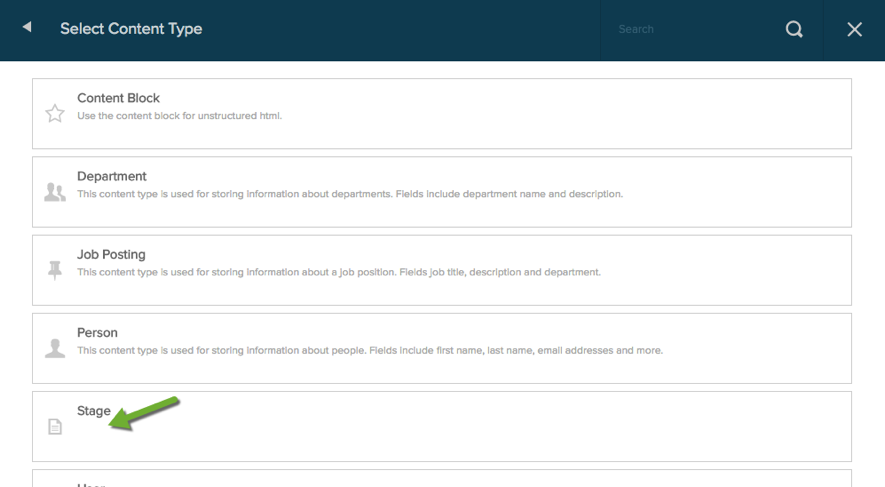 Select Content Type
Search
Content Block
Use the content block for unstructured html.
Department
This content type is used for storing information about departments. Fields include department name and description.
Job Posting
This content type is used for storing information about a job position. Fields job title, description and department.
Person
This content type is used for storing information about people. Fields include first name, last name, email addresses and more.
Stage